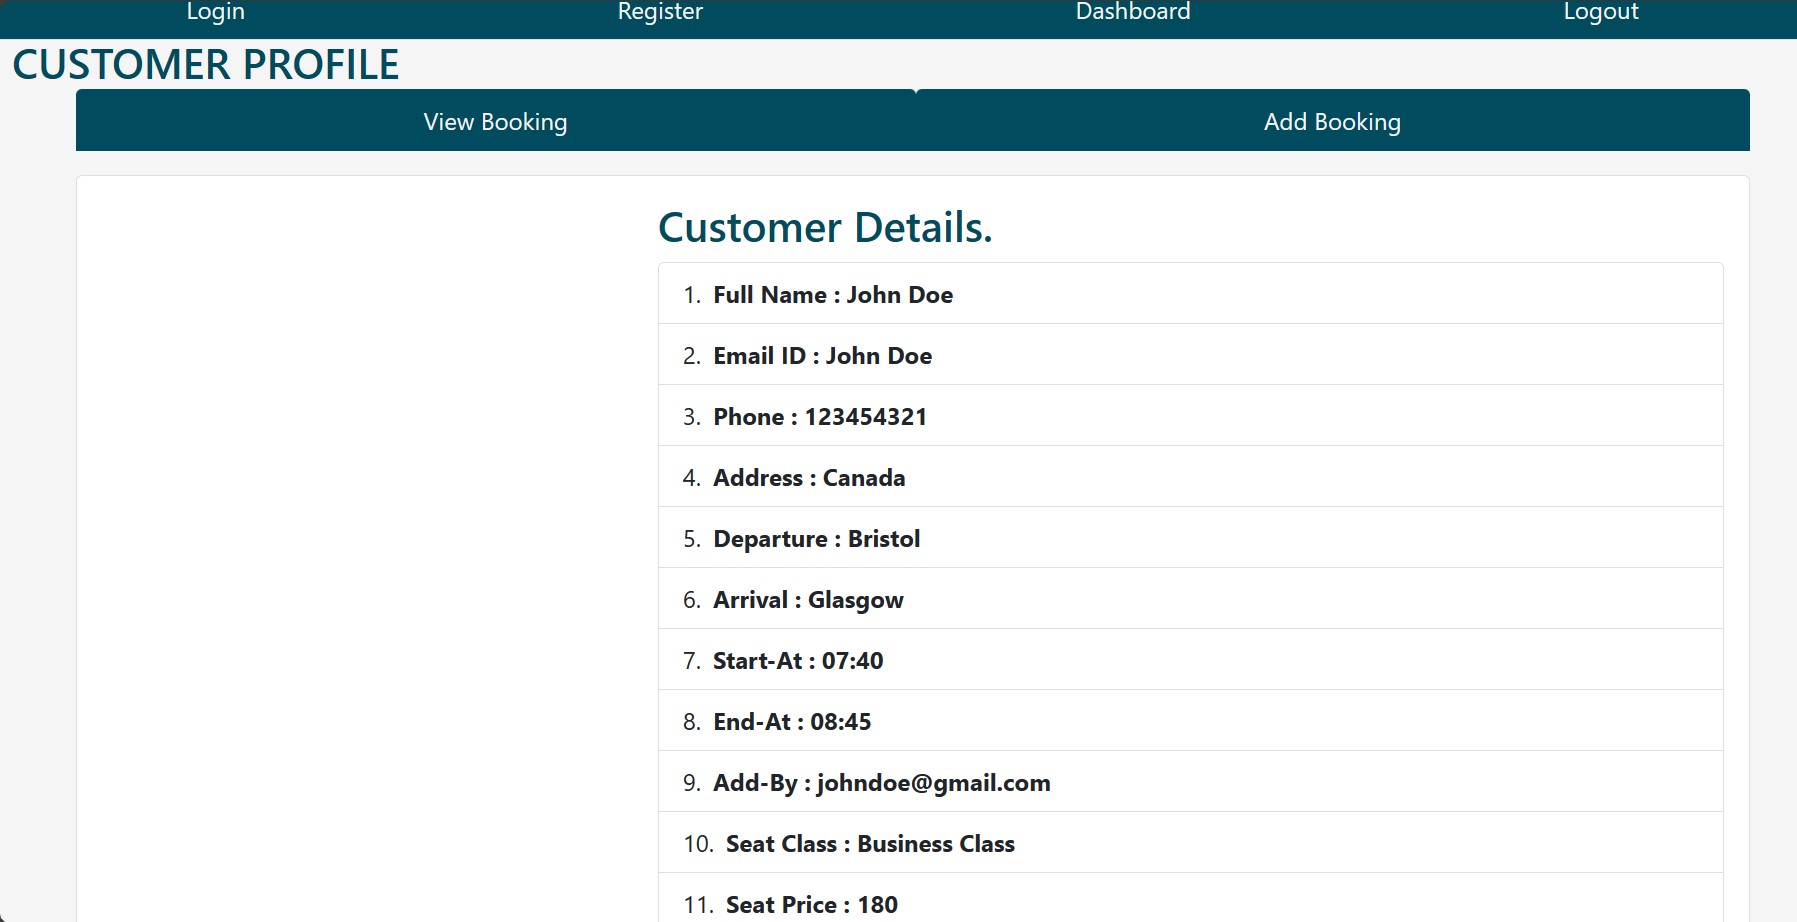 Login Register Dashboard Logout
CUSTOMER PROFILE
View Booking Add Booking
Customer Details.
1. Full Name : John Doe
2. Email ID : John Doe
3. Phone : 123454321
4. Address : Canada
5. Departure : Bristol
6. Arrival : Glasgow
7. Start-At : 07:40
8. End-At : 08:45
9. Add-By : johndoe@gmail.com
10. Seat Class : Business Class
11. Seat Price : 180